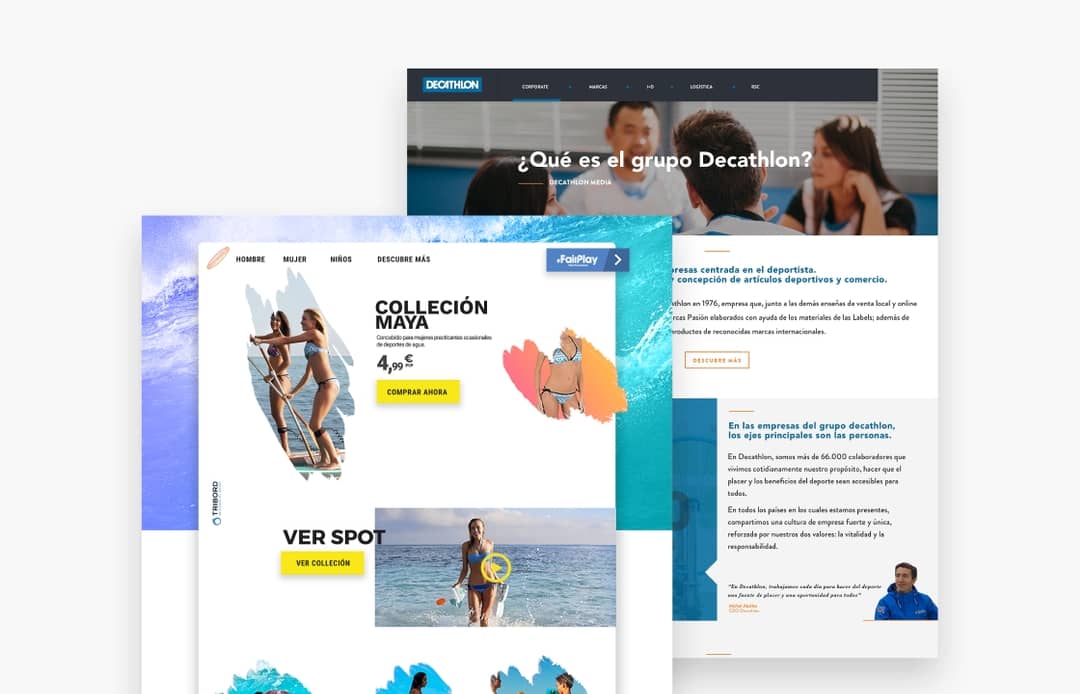 DECATHLON
CORPORATE
MARCAS
I+D
LOGÍSTICA
RSC
¿Qué es el grupo Decathlon?
DECATHLON MEDIA
resas centrada en el deportista.
concepción de artículos deportivos y comercio.
thlon en 1976, empresa que, junto a las demás enseñas de venta local y online
rcas Pasión elaborados con ayuda de los materiales de las Labels; además de
roductos de reconocidas marcas internacionales.
DESCUBRE MÁS
En las empresas del grupo decathlon,
los ejes principales son las personas.
En Decathlon, somos más de 66.000 colaboradores que
vivimos cotidianamente nuestro propósito, hacer que el
placer y los beneficios del deporte sean accesibles para
todos.
En todos los países en los cuales estamos presentes,
compartimos una cultura de empresa fuerte y única,
reforzada por nuestros dos valores: la vitalidad y la
responsabilidad.
"En Decathlon, trabajamos cada día para hacer del deporte
una fuente de placer y una oportunidad para todos"
CEO Decathlon
HOMBRE
MUJER
NIÑOS
DESCUBRE MÁS
FairPlay
COLLECIÓN
MAYA
Concebido para mujeres practicantes ocasionales
de deportes de agua.
4,99 €
COMPRAR AHORA
TRIBORD
VER SPOT
VER COLLECIÓN